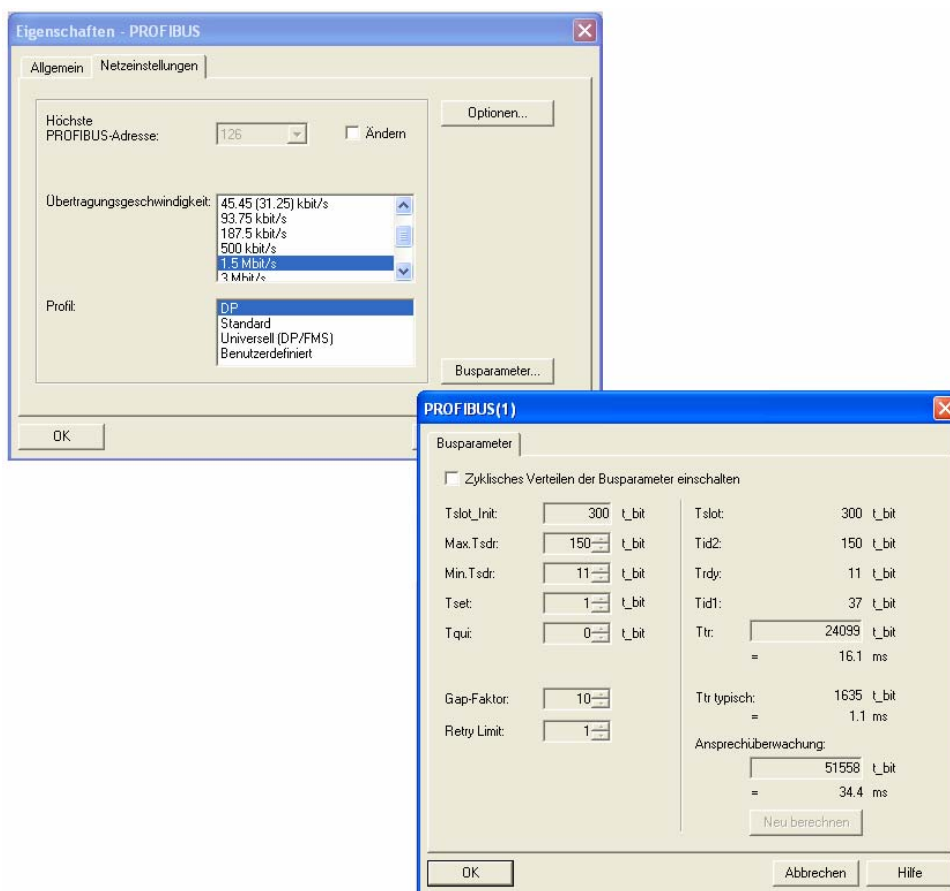 Eigenschaften - PROFIBUS
Allgemein Netzeinstellungen
Höchste
PROFIBUS-Adresse: 126 Ändern
Optionen...
Übertragungsgeschwindigkeit: 45.45 (31.25) kbit/s
93.75 kbit/s
187.5 kbit/s
500 kbit/s
1.5 Mbit/s
3 Mbit/s
Profil: DP
Standard
Universell (DP/FMS)
Benutzerdefiniert
Busparameter...
OK
PROFIBUS(1)
Busparameter
Zyklisches Verteilen der Busparameter einschalten
Tslot_Init: 300 t_bit Tslot: 300 t_bit
Max.Tsdr: 150 t_bit Tid2: 150 t_bit
Min.Tsdr: 11 t_bit Trdy: 11 t_bit
Tset: 1 t_bit Tid1: 37 t_bit
Tqui: 0 t_bit Ttr: 24099 t_bit
= 16.1 ms
Gap-Faktor: 10 Ttr typisch: 1635 t_bit
= 1.1 ms
Retry Limit: 1
Ansprechüberwachung:
51558 t_bit
= 34.4 ms
Neu berechnen
OK Abbrechen Hilfe